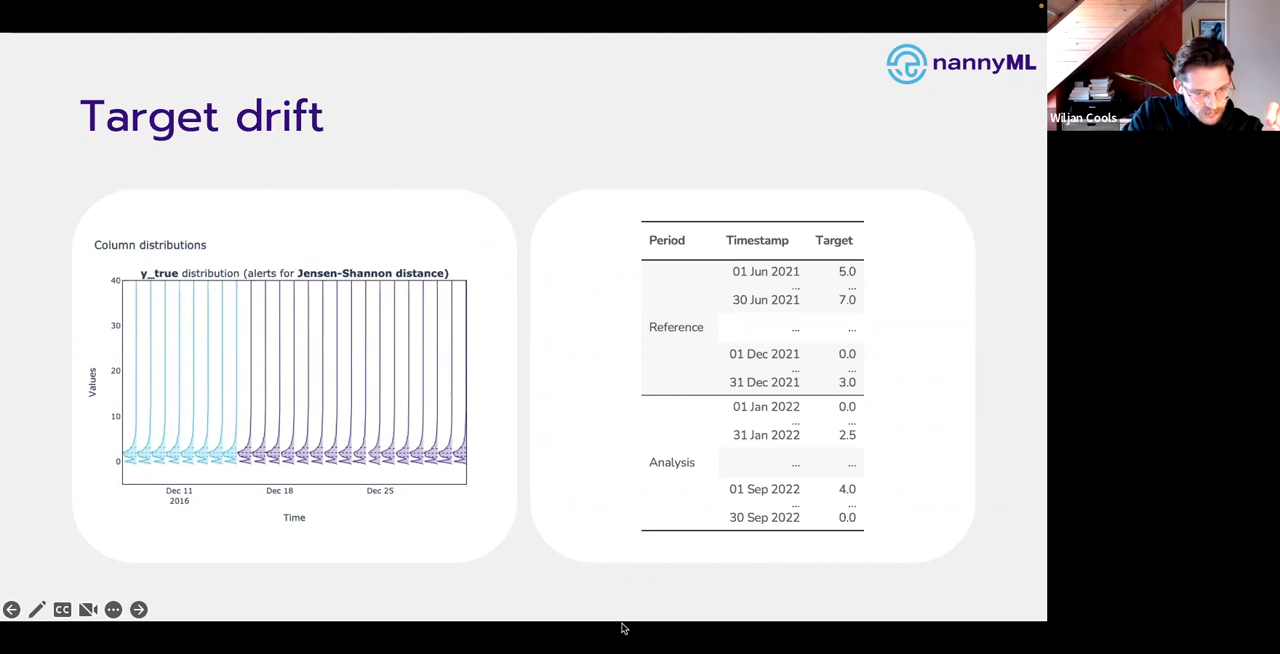 nannyML
Target drift
Wiljan Cools
Column distributions
y_true distribution (alerts for Jensen-Shannon distance)
40
30
20
10
0
Values
Dec 11
2016
Dec 18
Dec 25
Time
Period Timestamp Target
01 Jun 2021 5.0
... ...
30 Jun 2021 7.0
Reference ... ...
01 Dec 2021 0.0
... ...
31 Dec 2021 3.0
01 Jan 2022 0.0
... ...
31 Jan 2022 2.5
Analysis ... ...
01 Sep 2022 4.0
... ...
30 Sep 2022 0.0
CC